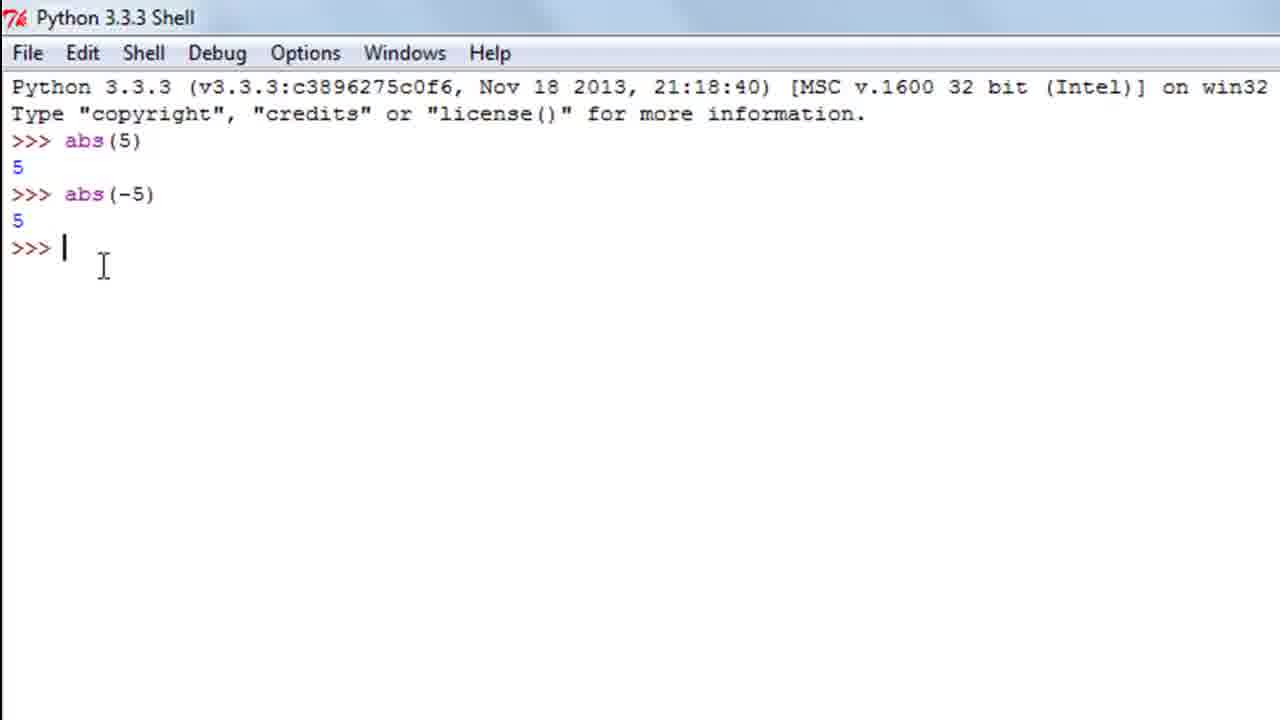 Python 3.3.3 Shell
File Edit Shell Debug Options Windows Help
Python 3.3.3 (v3.3.3:c3896275c0f6, Nov 18 2013, 21:18:40) [MSC v.1600 32 bit (Intel)] on win32
Type "copyright", "credits" or "license()" for more information.
>>> abs(5)
5
>>> abs(-5)
5
>>>